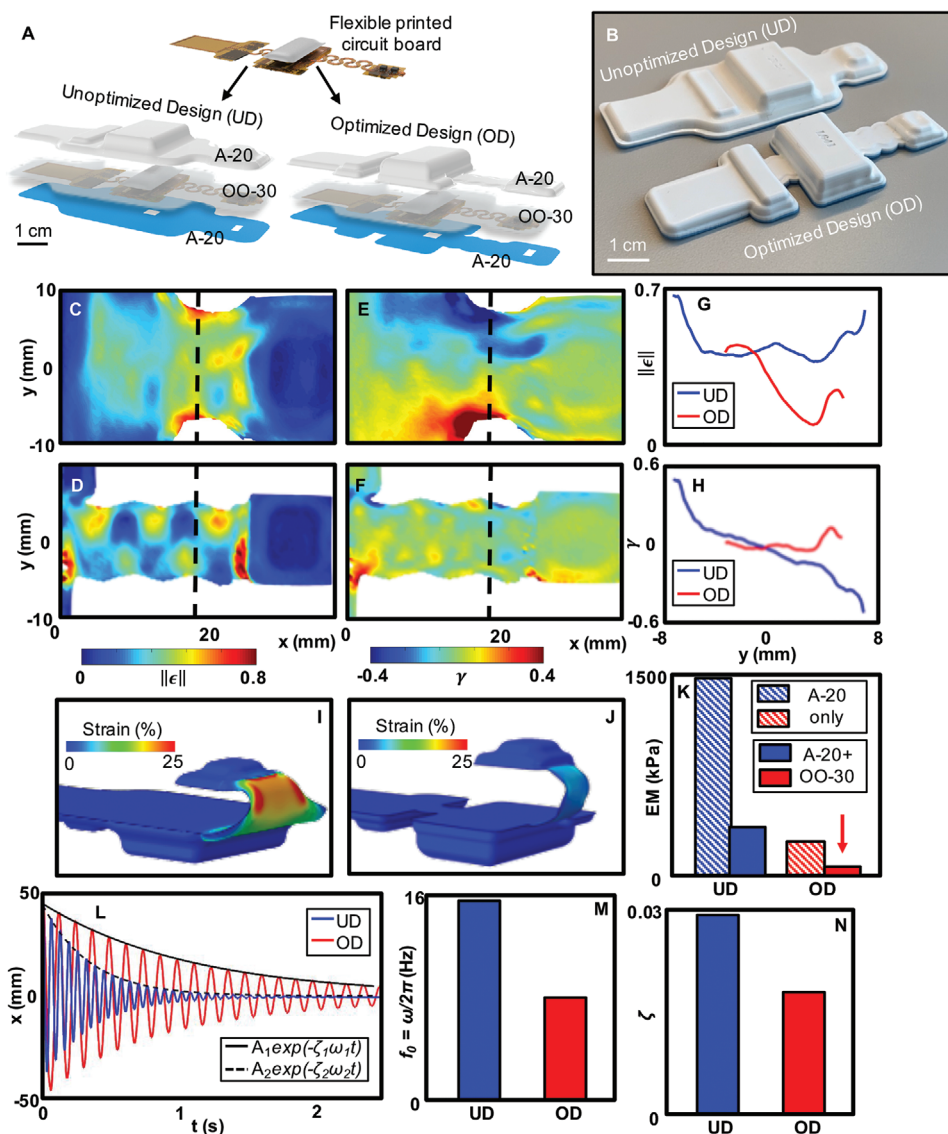 A
Flexible printed
circuit board
Unoptimized Design (UD)
Optimized Design (OD)
A-20
A-20
OO-30
OO-30
A-20
A-20
1 cm
B
Unoptimized Design (UD)
Optimized Design (OD)
1 cm
C
10
0
-10
y (mm)
E
G
0.7
0
||ϵ||
UD
OD
D
10
0
-10
y (mm)
0
20
x (mm)
F
0
20
x (mm)
H
0.6
0
-0.6
γ
UD
OD
-8
0
8
y (mm)
0
||ϵ||
0.8
-0.4
γ
0.4
I
Strain (%)
0
25
J
Strain (%)
0
25
K
1500
0
EM (kPa)
A-20
only
A-20+
OO-30
UD
OD
L
50
0
-50
x (mm)
UD
OD
A₁exp(-ζ₁ω₁t)
A₂exp(-ζ₂ω₂t)
0
1
2
t (s)
M
16
0
f₀ = ω/2π (Hz)
UD
OD
N
0.03
0
ζ
UD
OD